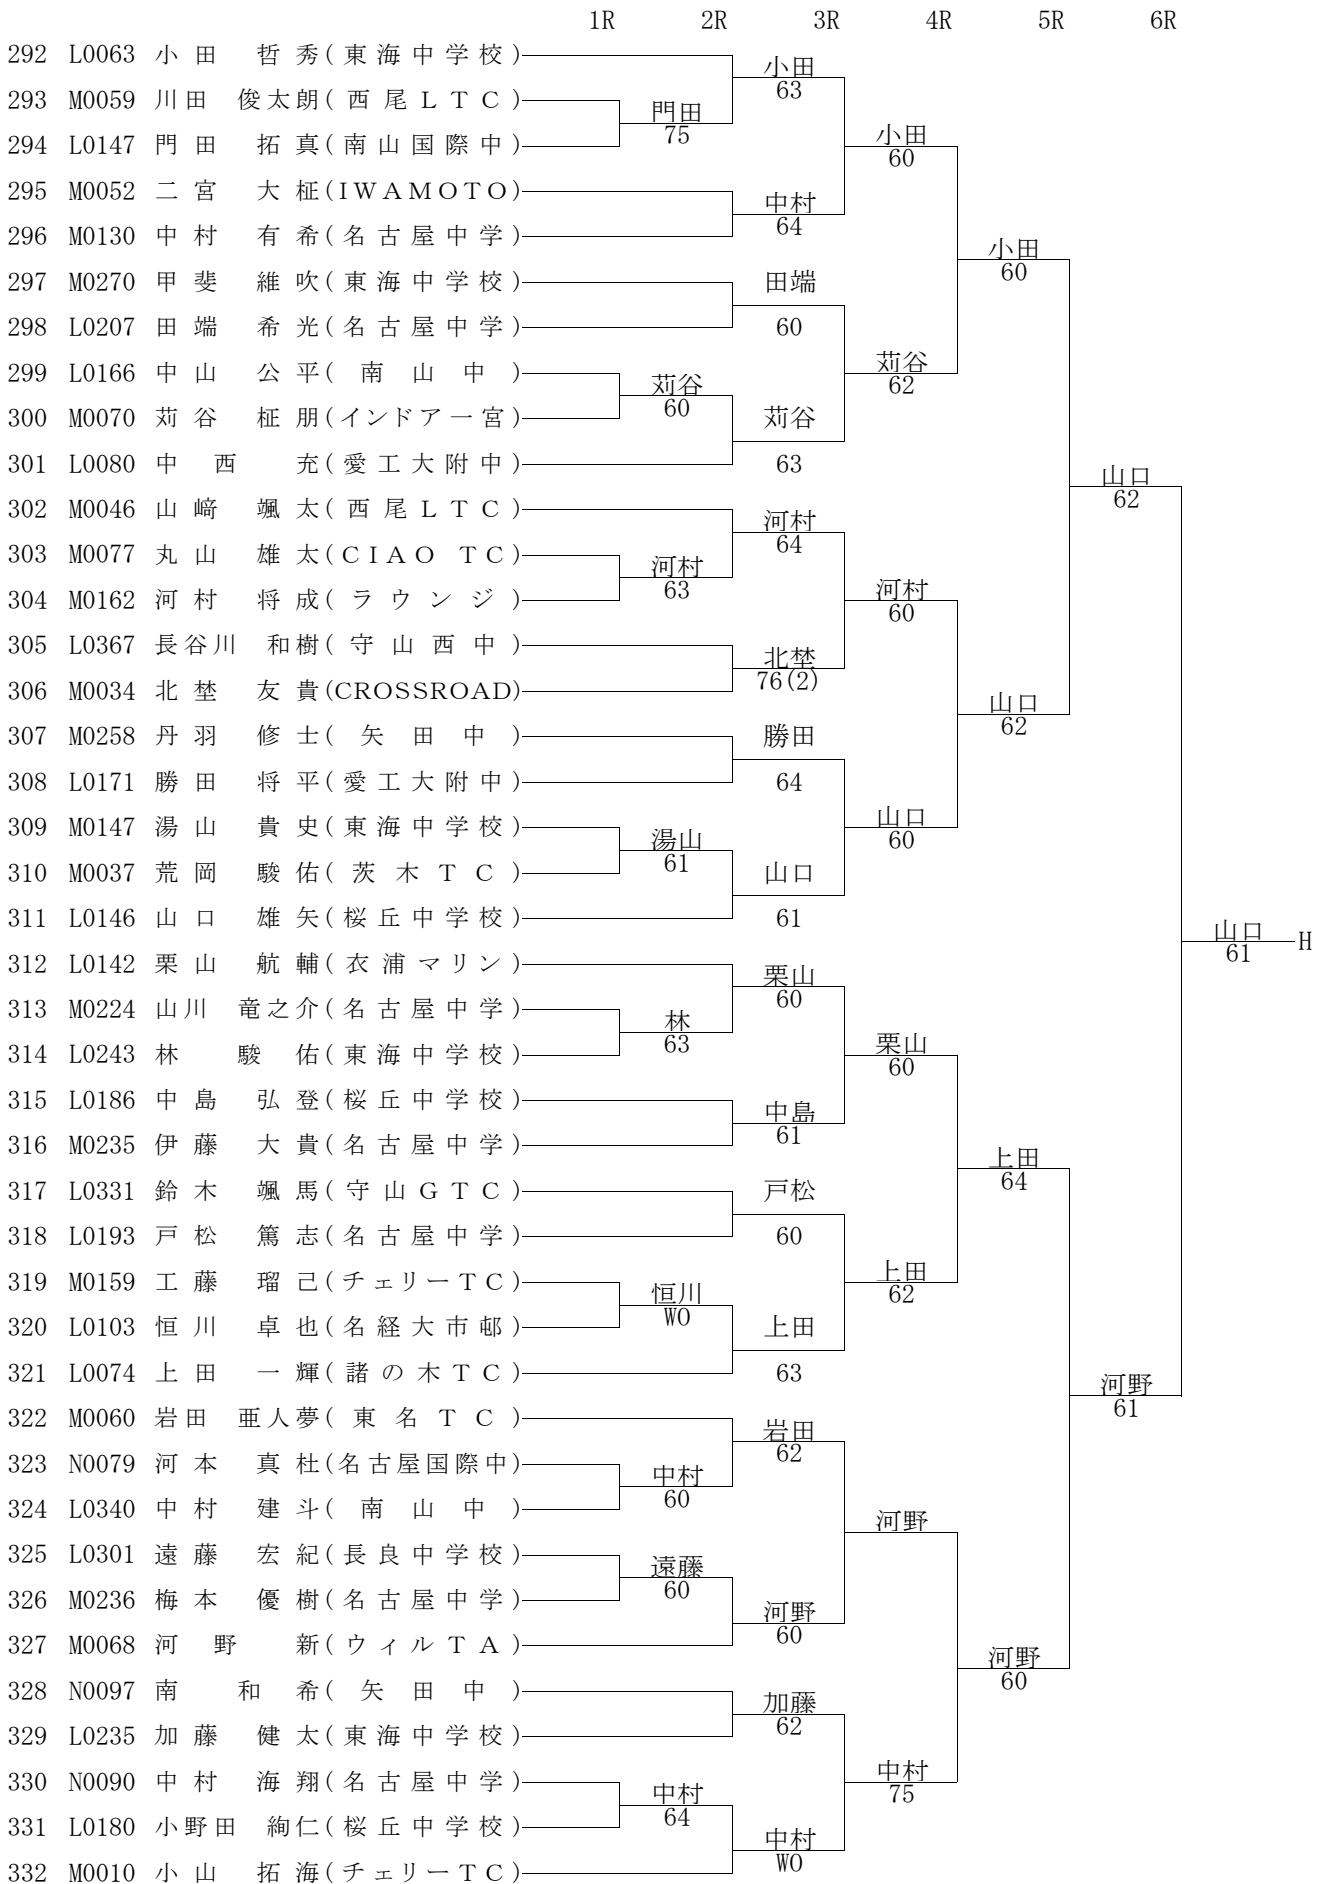 1R 2R 3R 4R 5R 6R
292 L0063 小田 哲秀(東海中学校)
小田
63
293 M0059 川田 俊太朗(西尾LTC)
門田
75
294 L0147 門田 拓真(南山国際中)
小田
60
295 M0052 二宮 大柾(IWAMOTO)
中村
64
296 M0130 中村 有希(名古屋中学)
小田
60
297 M0270 甲斐 維吹(東海中学校)
田端
298 L0207 田端 希光(名古屋中学)
60
299 L0166 中山 公平(南山中)
苅谷
62
苅谷
60
300 M0070 苅谷 柾朋(インドア一宮)
苅谷
301 L0080 中西 充(愛工大附中)
63
山口
62
302 M0046 山﨑 颯太(西尾LTC)
河村
64
303 M0077 丸山 雄太(CIAO TC)
河村
63
304 M0162 河村 将成(ラウンジ)
河村
60
305 L0367 長谷川 和樹(守山西中)
北埜
76(2)
306 M0034 北埜 友貴(CROSSROAD)
山口
62
307 M0258 丹羽 修士(矢田中)
勝田
308 L0171 勝田 将平(愛工大附中)
64
309 M0147 湯山 貴史(東海中学校)
山口
60
湯山
61
310 M0037 荒岡 駿佑(茨木TC)
山口
311 L0146 山口 雄矢(桜丘中学校)
61
山口
61
H
312 L0142 栗山 航輔(衣浦マリン)
栗山
60
313 M0224 山川 竜之介(名古屋中学)
林
63
314 L0243 林 駿佑(東海中学校)
栗山
60
315 L0186 中島 弘登(桜丘中学校)
中島
61
316 M0235 伊藤 大貴(名古屋中学)
上田
64
317 L0331 鈴木 颯馬(守山GTC)
戸松
318 L0193 戸松 篤志(名古屋中学)
60
319 M0159 工藤 瑠己(チェリーTC)
上田
62
恒川
WO
320 L0103 恒川 卓也(名経大市邨)
上田
321 L0074 上田 一輝(諸の木TC)
63
河野
61
322 M0060 岩田 亜人夢(東名TC)
岩田
62
323 N0079 河本 真杜(名古屋国際中)
中村
60
324 L0340 中村 建斗(南山中)
河野
325 L0301 遠藤 宏紀(長良中学校)
遠藤
60
326 M0236 梅本 優樹(名古屋中学)
河野
60
327 M0068 河野 新(ウィルTA)
河野
60
328 N0097 南 和希(矢田中)
加藤
62
329 L0235 加藤 健太(東海中学校)
330 N0090 中村 海翔(名古屋中学)
中村
75
中村
64
331 L0180 小野田 絢仁(桜丘中学校)
中村
WO
332 M0010 小山 拓海(チェリーTC)